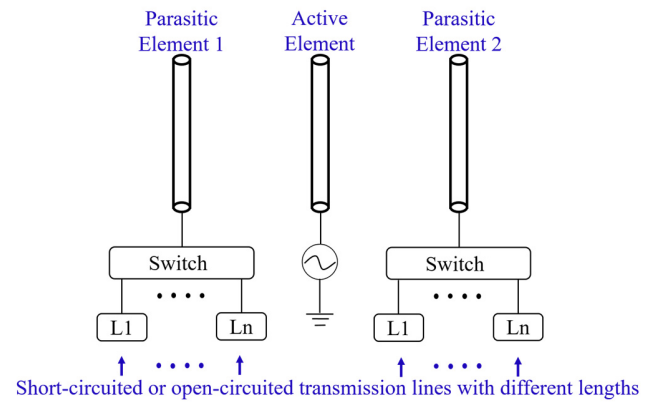 Parasitic Element 1
Active Element
Parasitic Element 2
Switch
Switch
• • • •
• • • •
L1
Ln
L1
Ln
• • • •
• • • •
Short-circuited or open-circuited transmission lines with different lengths